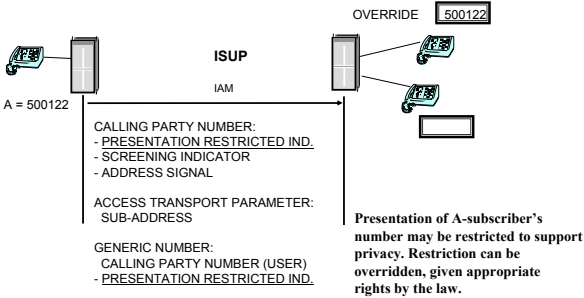 OVERRIDE 500122
ISUP
IAM
A = 500122
CALLING PARTY NUMBER:
- PRESENTATION RESTRICTED IND.
- SCREENING INDICATOR
- ADDRESS SIGNAL
ACCESS TRANSPORT PARAMETER:
SUB-ADDRESS
GENERIC NUMBER:
CALLING PARTY NUMBER (USER)
- PRESENTATION RESTRICTED IND.
Presentation of A-subscriber's
number may be restricted to support
privacy. Restriction can be
overridden, given appropriate
rights by the law.